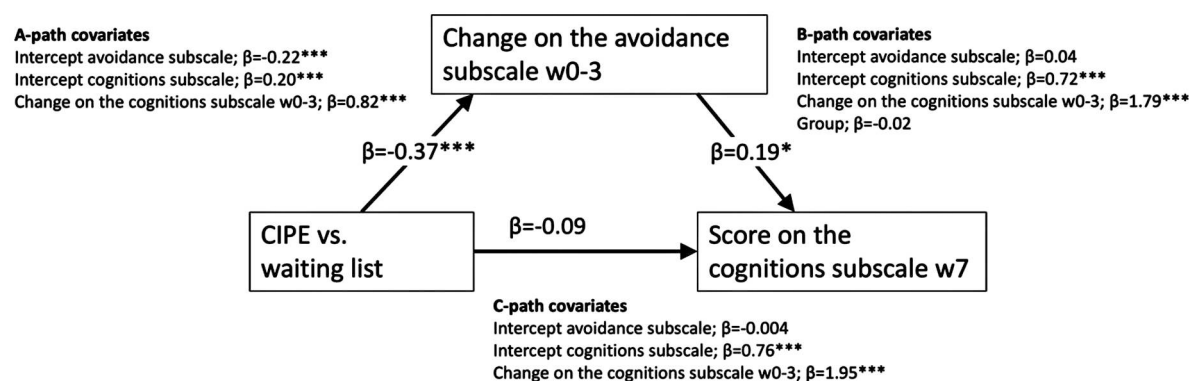 A-path covariates
Intercept avoidance subscale; β=-0.22***
Intercept cognitions subscale; β=0.20***
Change on the cognitions subscale w0-3; β=0.82***
Change on the avoidance
subscale w0-3
B-path covariates
Intercept avoidance subscale; β=0.04
Intercept cognitions subscale; β=0.72***
Change on the cognitions subscale w0-3; β=1.79***
Group; β=-0.02
β=-0.37***
β=0.19*
CIPE vs.
waiting list
β=-0.09
Score on the
cognitions subscale w7
C-path covariates
Intercept avoidance subscale; β=-0.004
Intercept cognitions subscale; β=0.76***
Change on the cognitions subscale w0-3; β=1.95***